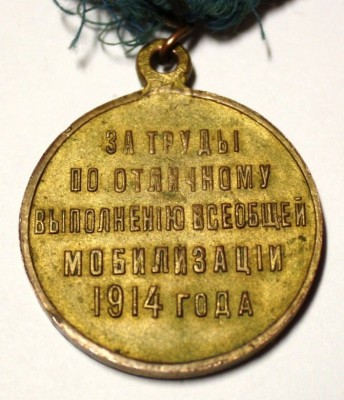 ЗА ТРУДЫ
ПО ОТЛИЧНОМУ
ВЫПОЛНЕНІЮ ВСЕОБЩЕЙ
МОБИЛИЗАЦІИ
1914 ГОДА